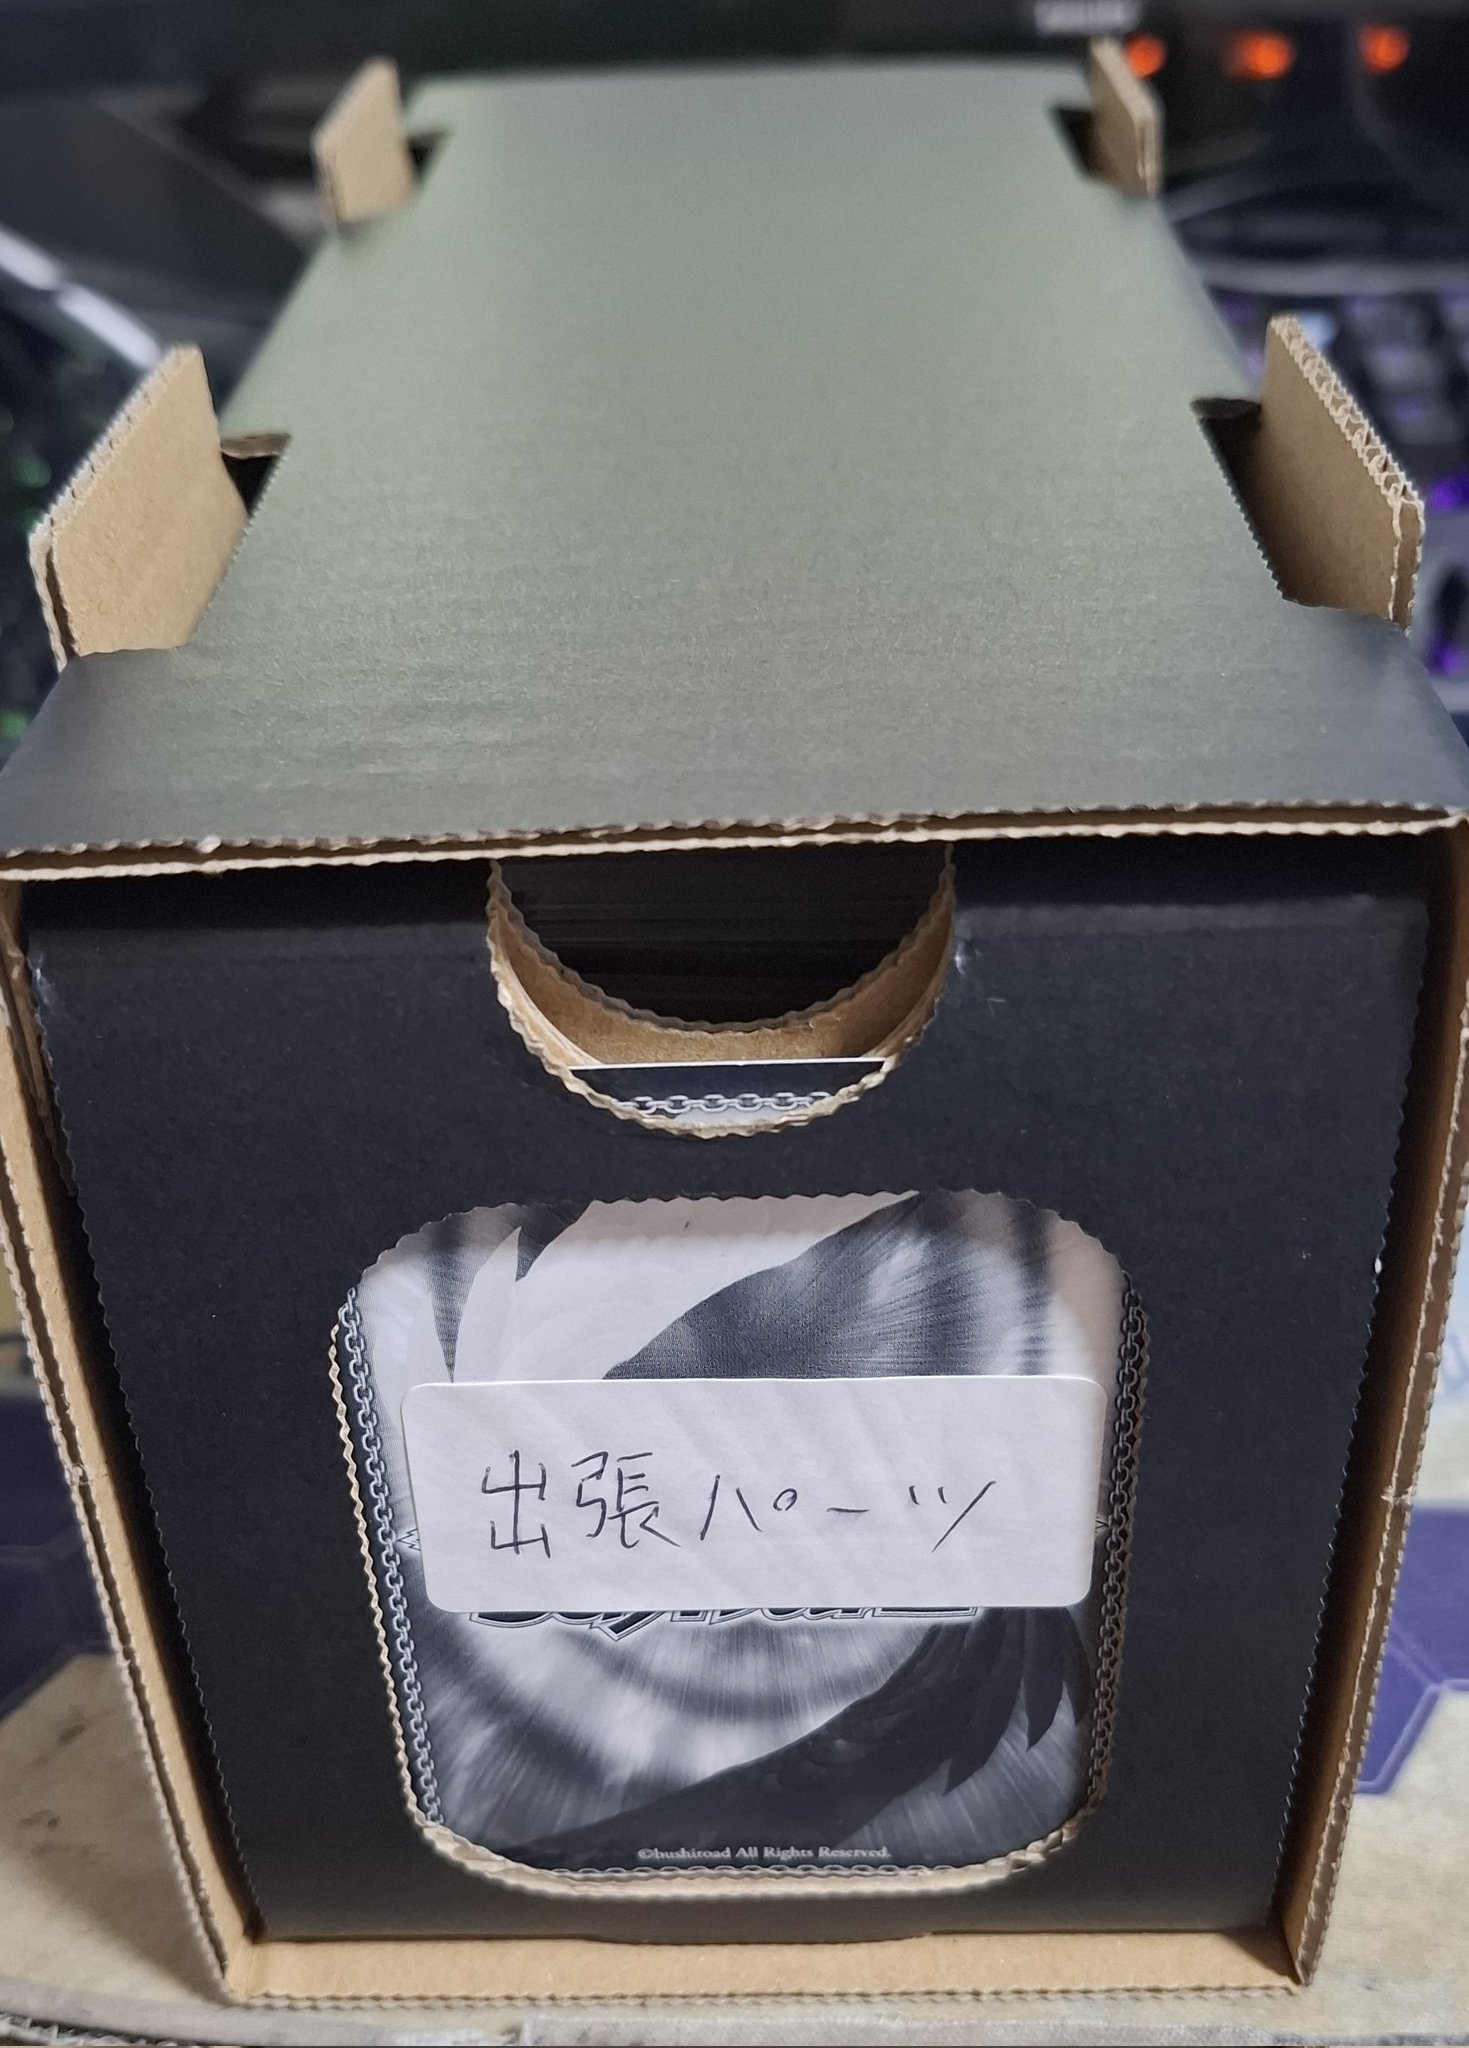 出張パーツ
©bushiroad All Rights Reserved.